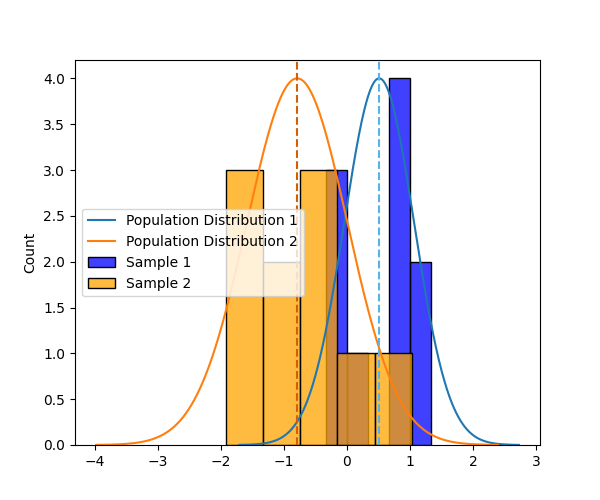 4.0
3.5
3.0
2.5
2.0
1.5
1.0
0.5
0.0
Count
Population Distribution 1
Population Distribution 2
Sample 1
Sample 2
−4 −3 −2 −1 0 1 2 3